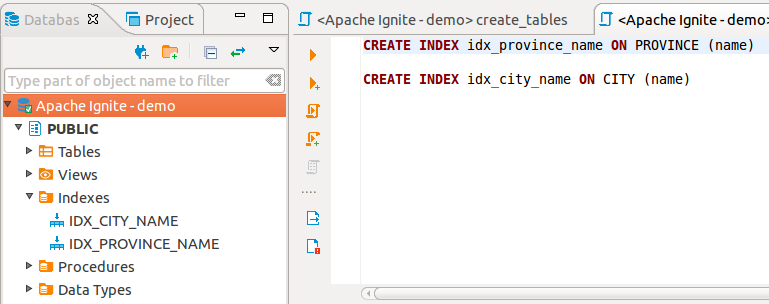 Databas
Project
Type part of object name to filter
Apache Ignite - demo
PUBLIC
Tables
Views
Indexes
IDX_CITY_NAME
IDX_PROVINCE_NAME
Procedures
Data Types
<Apache Ignite - demo> create_tables
<Apache Ignite - demo>
CREATE INDEX idx_province_name ON PROVINCE (name)
CREATE INDEX idx_city_name ON CITY (name)